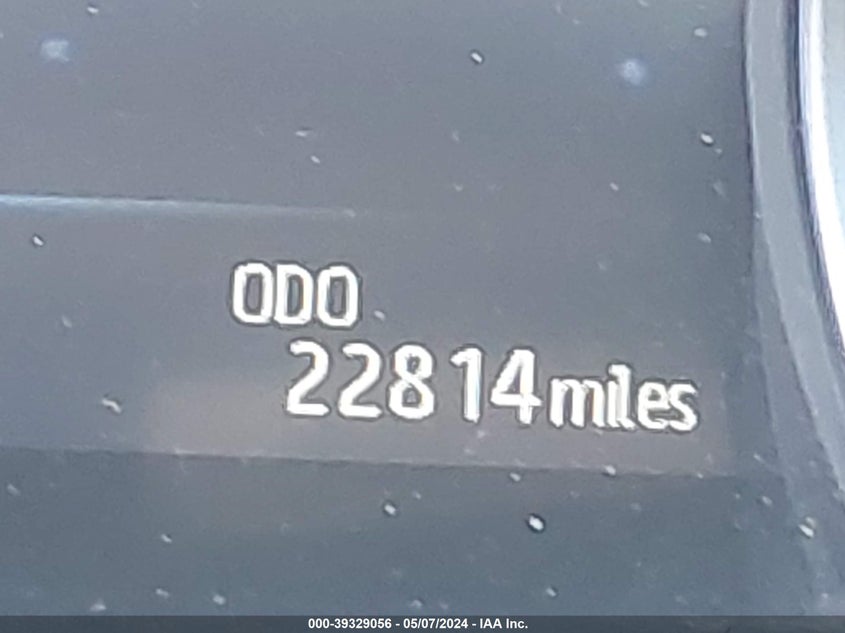 ODO
22814miles
000-39329056 - 05/07/2024 - IAA Inc.